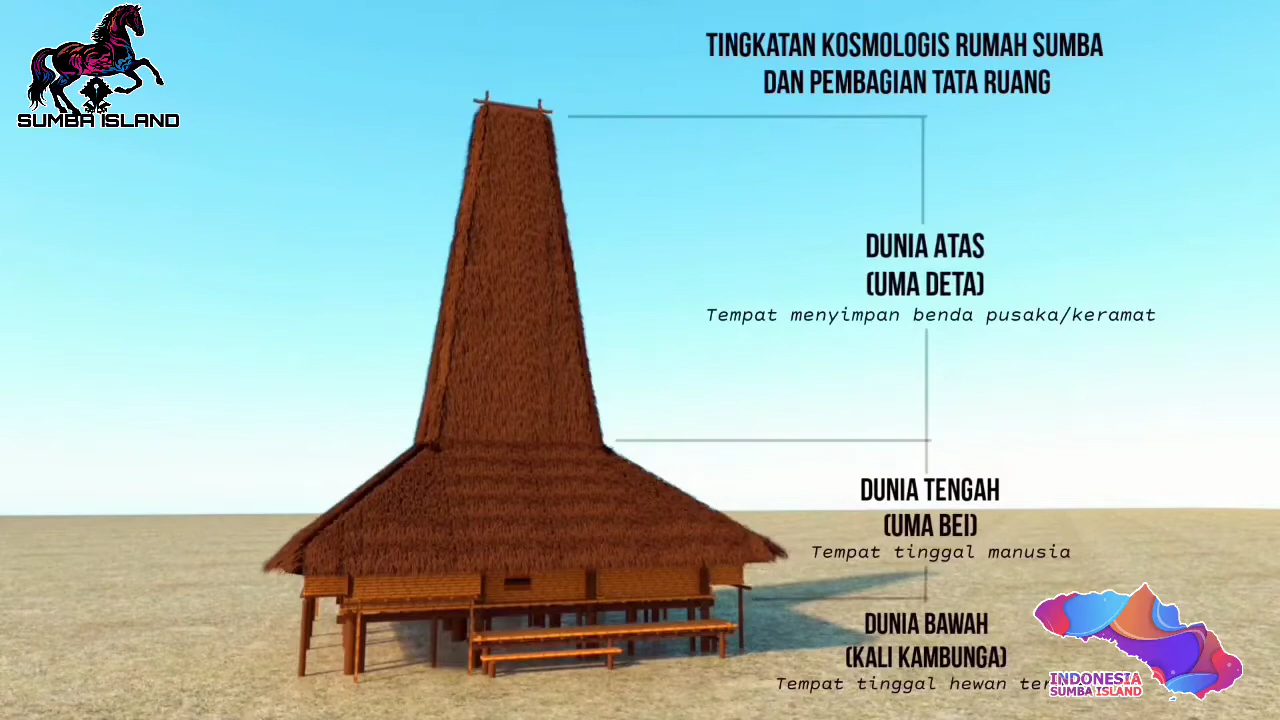 SUMBA ISLAND
TINGKATAN KOSMOLOGIS RUMAH SUMBA
DAN PEMBAGIAN TATA RUANG
DUNIA ATAS
(UMA DETA)
Tempat menyimpan benda pusaka/keramat
DUNIA TENGAH
(UMA BEI)
Tempat tinggal manusia
DUNIA BAWAH
(KALI KAMBUNGA)
Tempat tinggal hewan
INDONESIA
SUMBA ISLAND